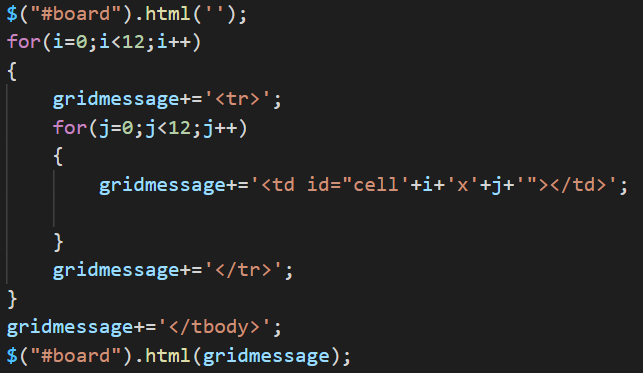 $("#board").html('');
for(i=0;i<12;i++)
{
    gridmessage+='<tr>';
    for(j=0;j<12;j++)
    {
        gridmessage+='<td id="cell'+i+'x'+j+'"></td>';

    }
    gridmessage+='</tr>';
}
gridmessage+='</tbody>';
$("#board").html(gridmessage);